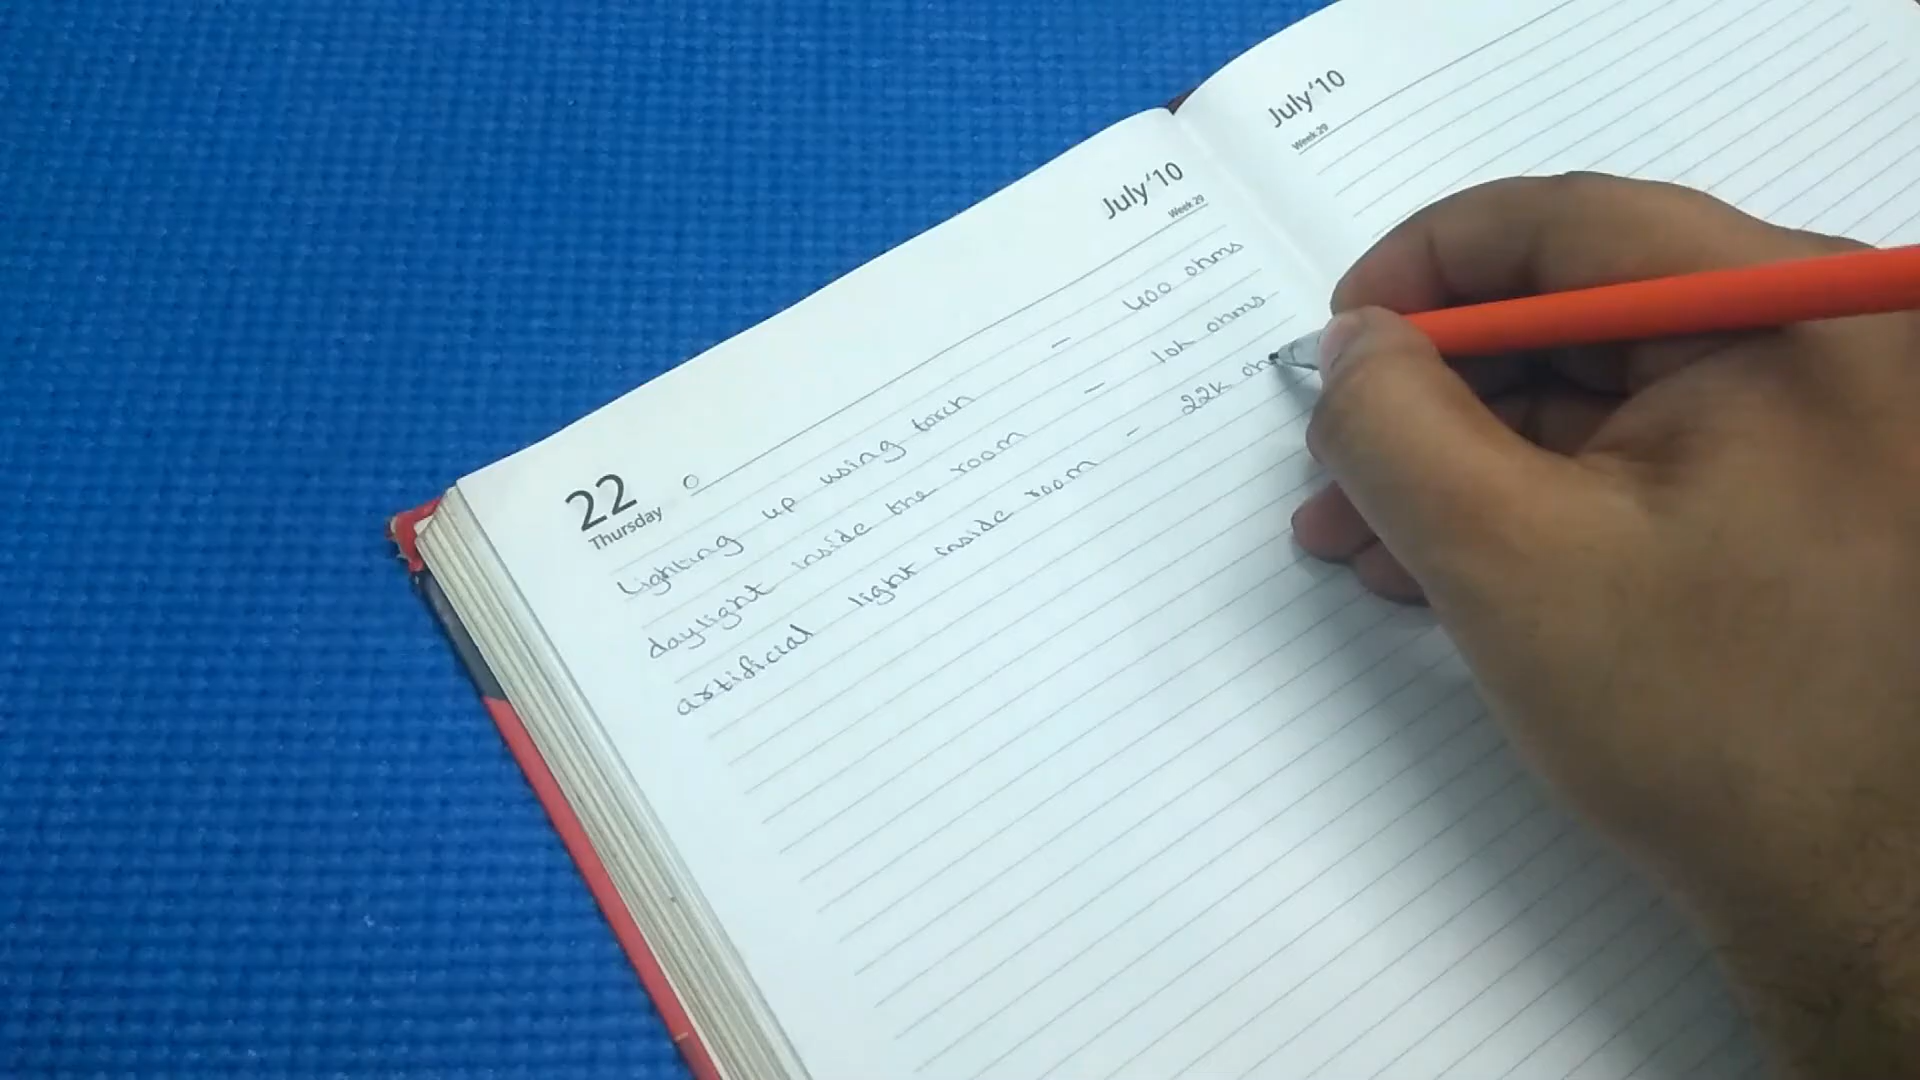 July '10
Week 29
22
Thursday
Lighting up using torch - 400 ohms
daylight inside the room - 10k ohms
artificial light inside room - 22k oh
July '10
Week 29